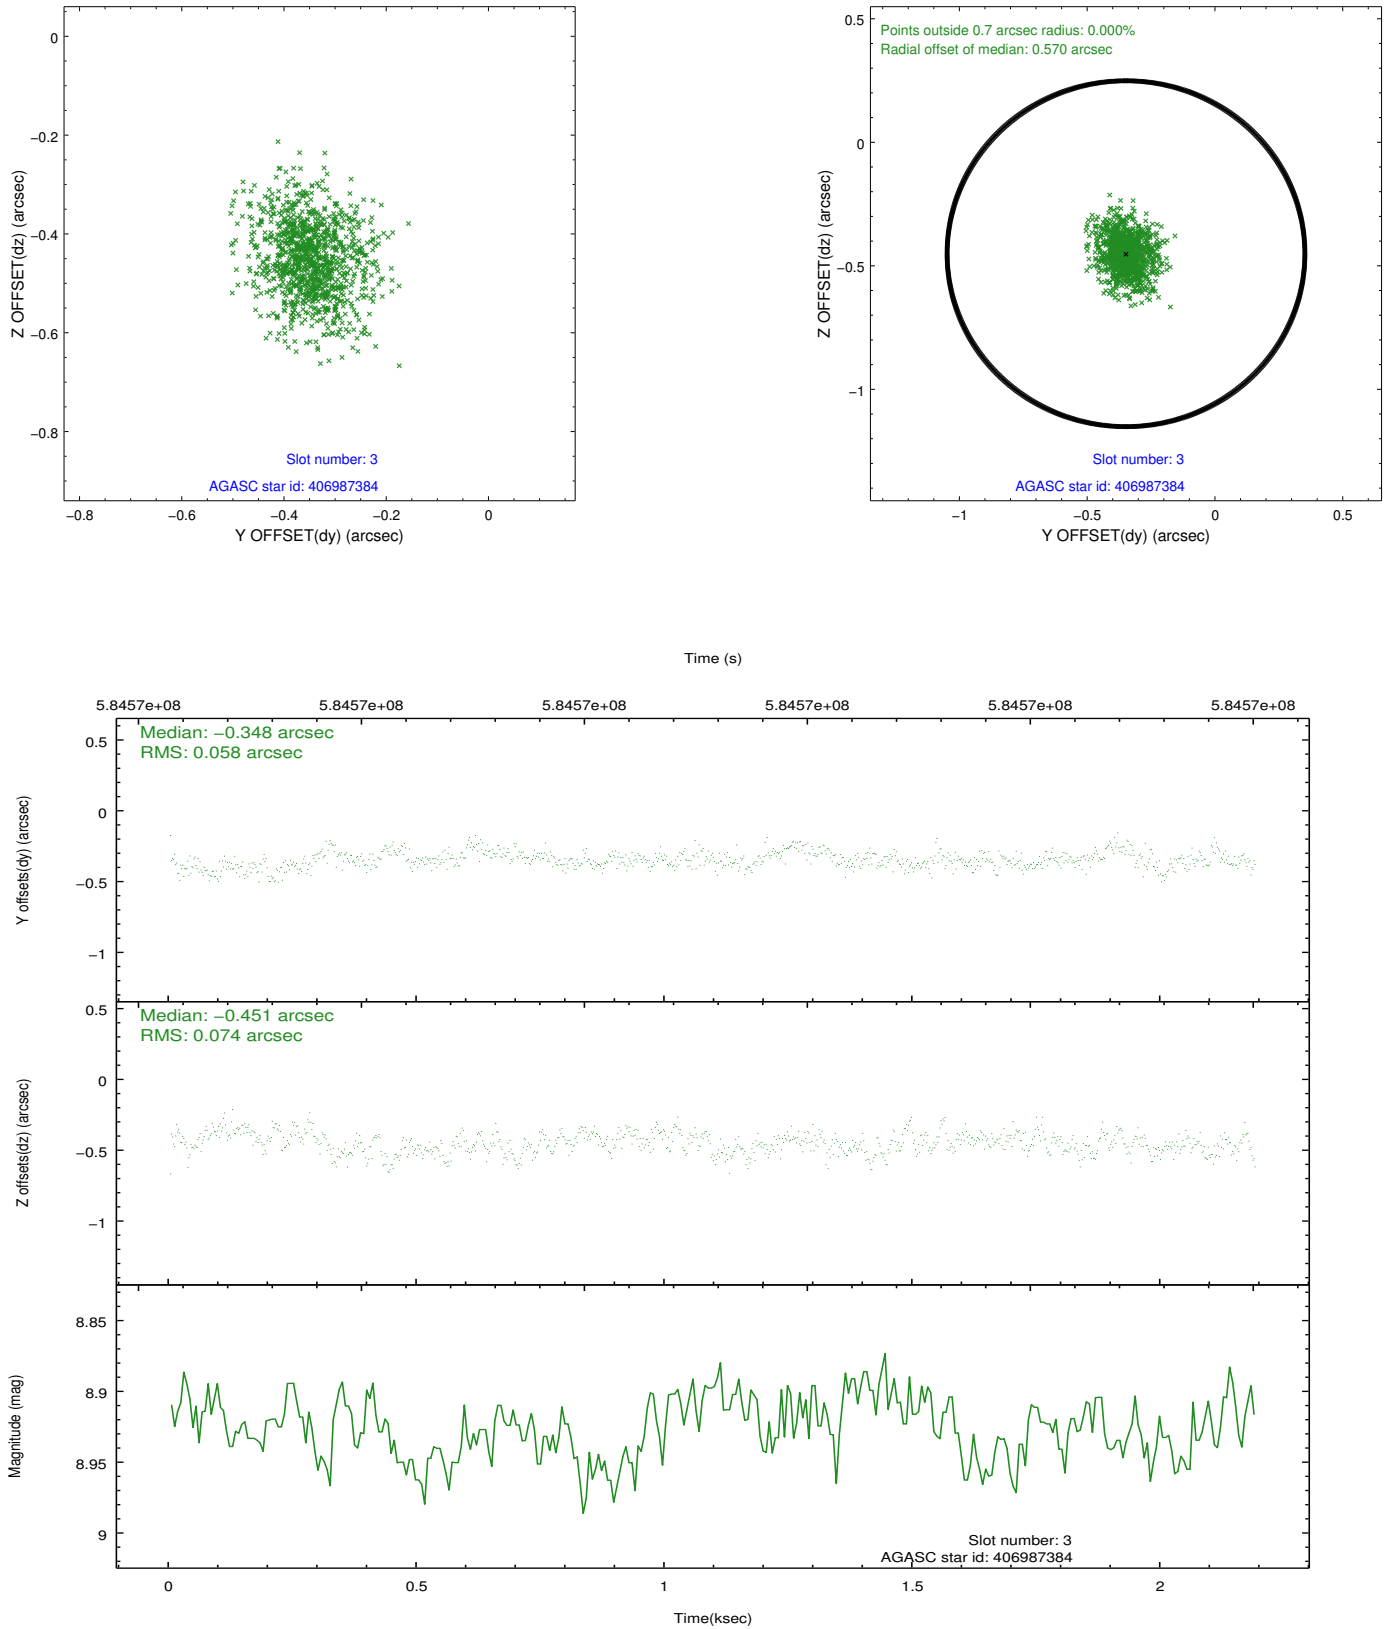 0
−0.2
−0.4
−0.6
−0.8
Z OFFSET(dz) (arcsec)
Slot number: 3
AGASC star id: 406987384
−0.8 −0.6 −0.4 −0.2 0
Y OFFSET(dy) (arcsec)
Points outside 0.7 arcsec radius: 0.000%
Radial offset of median: 0.570 arcsec
0.5
0
−0.5
−1
Z OFFSET(dz) (arcsec)
Slot number: 3
AGASC star id: 406987384
−1 −0.5 0 0.5
Y OFFSET(dy) (arcsec)
Time (s)
5.8457e+08 5.8457e+08 5.8457e+08 5.8457e+08 5.8457e+08 5.8457e+08
Median: −0.348 arcsec
RMS: 0.058 arcsec
0.5
0
−0.5
−1
Y offsets(dy) (arcsec)
Median: −0.451 arcsec
RMS: 0.074 arcsec
0.5
0
−0.5
−1
Z offsets(dz) (arcsec)
8.85
8.9
8.95
9
Magnitude (mag)
Slot number: 3
AGASC star id: 406987384
0 0.5 1 1.5 2
Time(ksec)